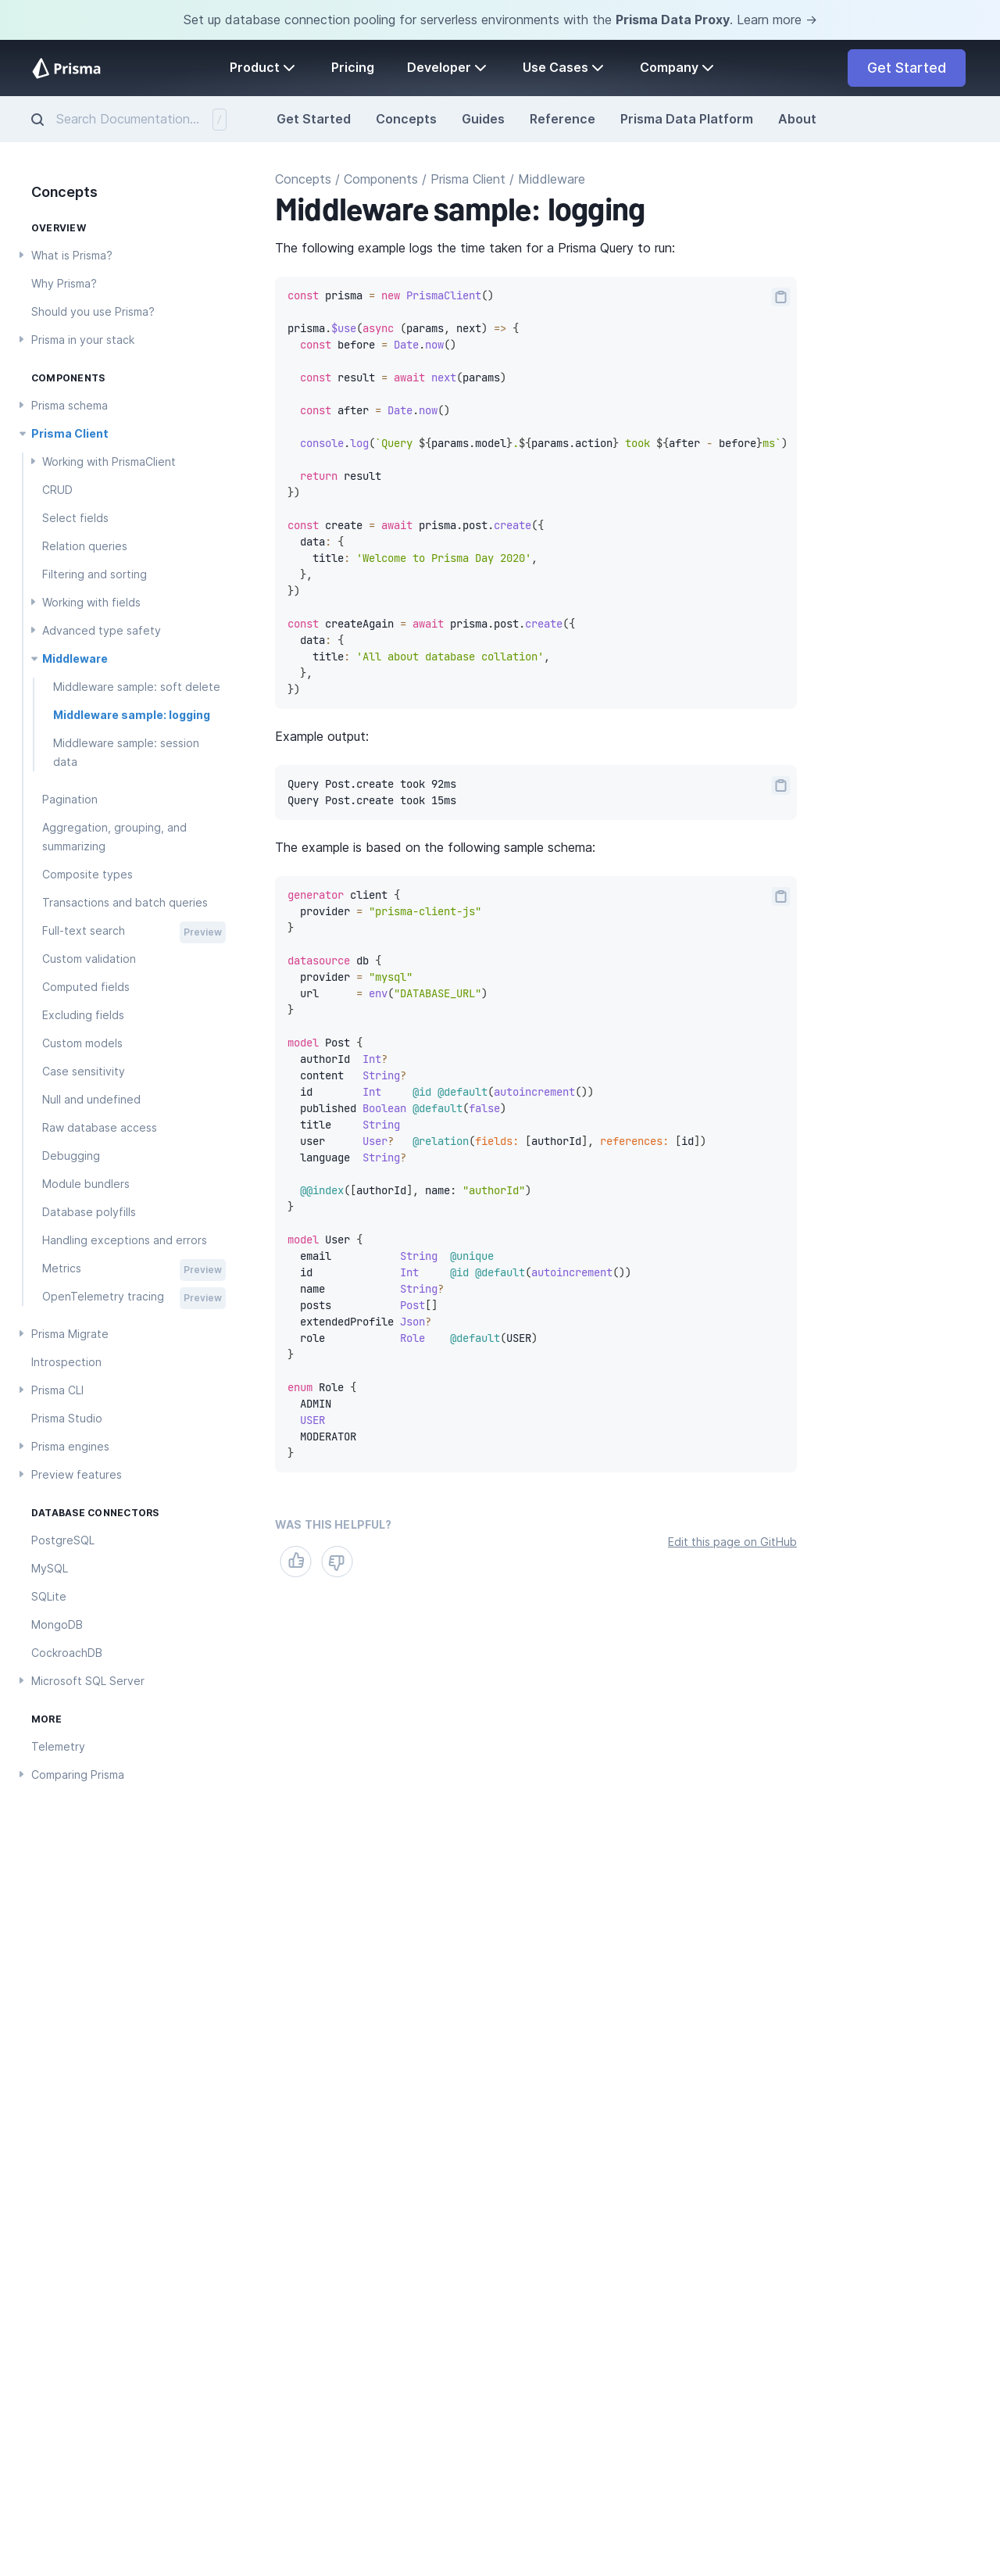 Set up database connection pooling for serverless environments with the Prisma Data Proxy. Learn more →
Prisma
Product
Pricing
Developer
Use Cases
Company
Get Started
Search Documentation...
/
Get Started
Concepts
Guides
Reference
Prisma Data Platform
About
Concepts
OVERVIEW
What is Prisma?
Why Prisma?
Should you use Prisma?
Prisma in your stack
COMPONENTS
Prisma schema
Prisma Client
Working with PrismaClient
CRUD
Select fields
Relation queries
Filtering and sorting
Working with fields
Advanced type safety
Middleware
Middleware sample: soft delete
Middleware sample: logging
Middleware sample: session
data
Pagination
Aggregation, grouping, and
summarizing
Composite types
Transactions and batch queries
Full-text search
Preview
Custom validation
Computed fields
Excluding fields
Custom models
Case sensitivity
Null and undefined
Raw database access
Debugging
Module bundlers
Database polyfills
Handling exceptions and errors
Metrics
Preview
OpenTelemetry tracing
Preview
Prisma Migrate
Introspection
Prisma CLI
Prisma Studio
Prisma engines
Preview features
DATABASE CONNECTORS
PostgreSQL
MySQL
SQLite
MongoDB
CockroachDB
Microsoft SQL Server
MORE
Telemetry
Comparing Prisma
Concepts / Components / Prisma Client / Middleware
Middleware sample: logging
The following example logs the time taken for a Prisma Query to run:
const prisma = new PrismaClient()
prisma.$use(async (params, next) => {
  const before = Date.now()
  const result = await next(params)
  const after = Date.now()
  console.log(`Query ${params.model}.${params.action} took ${after - before}ms`)
  return result
})
const create = await prisma.post.create({
  data: {
    title: 'Welcome to Prisma Day 2020',
  },
})
const createAgain = await prisma.post.create({
  data: {
    title: 'All about database collation',
  },
})
Example output:
Query Post.create took 92ms
Query Post.create took 15ms
The example is based on the following sample schema:
generator client {
  provider = "prisma-client-js"
}
datasource db {
  provider = "mysql"
  url      = env("DATABASE_URL")
}
model Post {
  authorId  Int?
  content   String?
  id        Int     @id @default(autoincrement())
  published Boolean @default(false)
  title     String
  user      User?   @relation(fields: [authorId], references: [id])
  language  String?
  @@index([authorId], name: "authorId")
}
model User {
  email           String  @unique
  id              Int     @id @default(autoincrement())
  name            String?
  posts           Post[]
  extendedProfile Json?
  role            Role    @default(USER)
}
enum Role {
  ADMIN
  USER
  MODERATOR
}
WAS THIS HELPFUL?
Edit this page on GitHub